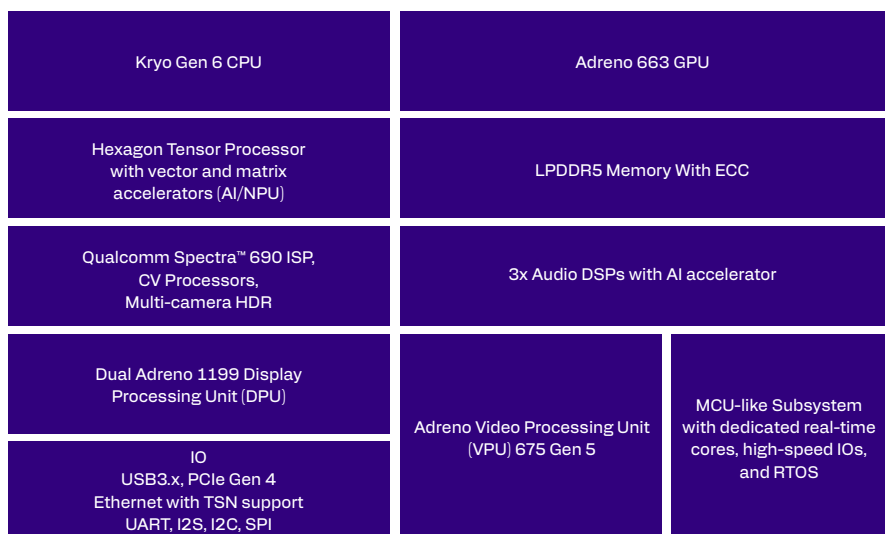 Kryo Gen 6 CPU
Adreno 663 GPU
Hexagon Tensor Processor
with vector and matrix
accelerators (AI/NPU)
LPDDR5 Memory With ECC
Qualcomm Spectra™ 690 ISP,
CV Processors,
Multi-camera HDR
3x Audio DSPs with AI accelerator
Dual Adreno 1199 Display
Processing Unit (DPU)
Adreno Video Processing Unit
(VPU) 675 Gen 5
MCU-like Subsystem
with dedicated real-time
cores, high-speed IOs,
and RTOS
IO
USB3.x, PCIe Gen 4
Ethernet with TSN support
UART, I2S, I2C, SPI